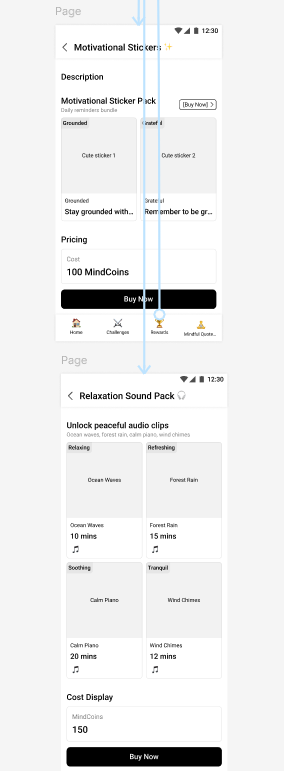 Page
12:30
Motivational Stickers ✨
Description
Motivational Sticker Pack
[Buy Now]
Daily reminders bundle
Grounded
Grateful
Cute sticker 1
Cute sticker 2
Grounded
Grateful
Stay grounded with...
Remember to be gr...
Pricing
Cost
100 MindCoins
Buy Now
Home
Challenges
Rewards
Mindful Quote...
Page
12:30
Relaxation Sound Pack 🎧
Unlock peaceful audio clips
Ocean waves, forest rain, calm piano, wind chimes
Relaxing
Refreshing
Ocean Waves
Forest Rain
Ocean Waves
Forest Rain
10 mins
15 mins
Soothing
Tranquil
Calm Piano
Wind Chimes
Calm Piano
Wind Chimes
20 mins
12 mins
Cost Display
MindCoins
150
Buy Now